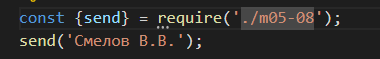 const {send} = require('./m05-08');
send('Смелов В.В.');